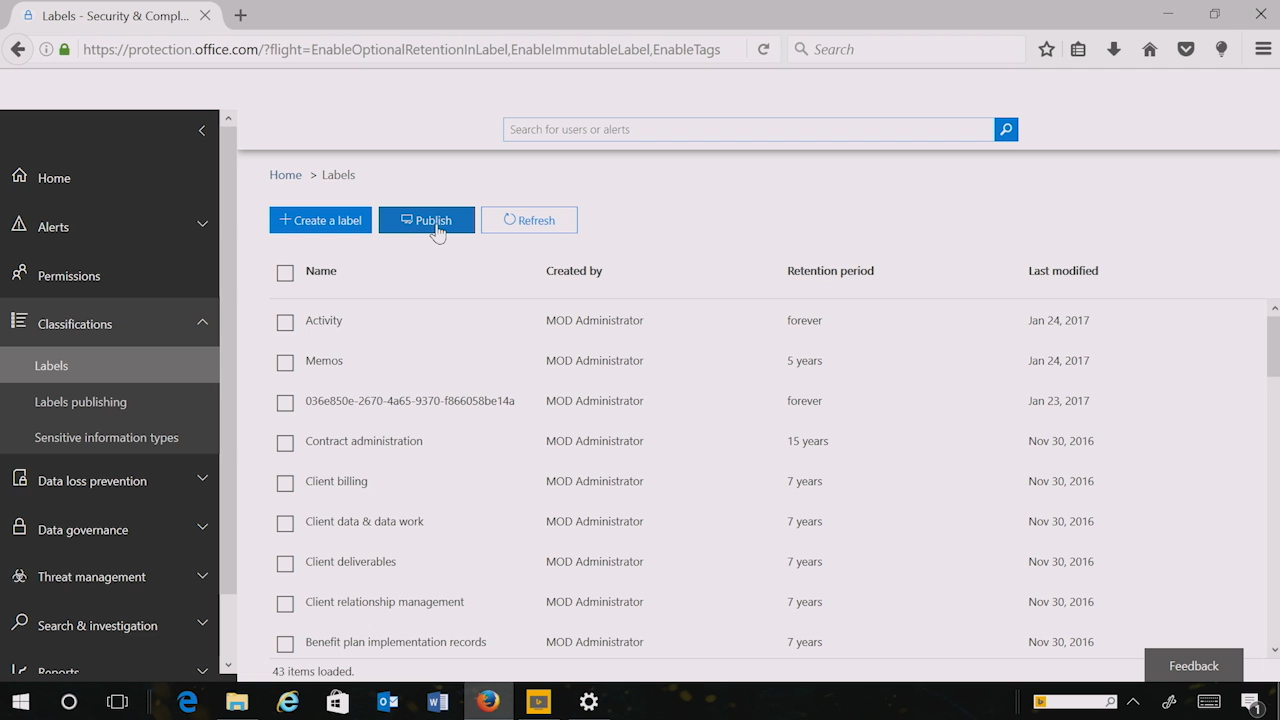 Labels - Security & Compl...
https://protection.office.com/?flight=EnableOptionalRetentionInLabel,EnableImmutableLabel,EnableTags
Search
Search for users or alerts
Home
Alerts
Permissions
Classifications
Labels
Labels publishing
Sensitive information types
Data loss prevention
Data governance
Threat management
Search & investigation
Reports
Home > Labels
+ Create a label Publish Refresh
Name Created by Retention period Last modified
Activity MOD Administrator forever Jan 24, 2017
Memos MOD Administrator 5 years Jan 24, 2017
036e850e-2670-4a65-9370-f866058be14a MOD Administrator forever Jan 23, 2017
Contract administration MOD Administrator 15 years Nov 30, 2016
Client billing MOD Administrator 7 years Nov 30, 2016
Client data & data work MOD Administrator 7 years Nov 30, 2016
Client deliverables MOD Administrator 7 years Nov 30, 2016
Client relationship management MOD Administrator 7 years Nov 30, 2016
Benefit plan implementation records MOD Administrator 7 years Nov 30, 2016
43 items loaded.
Feedback
1